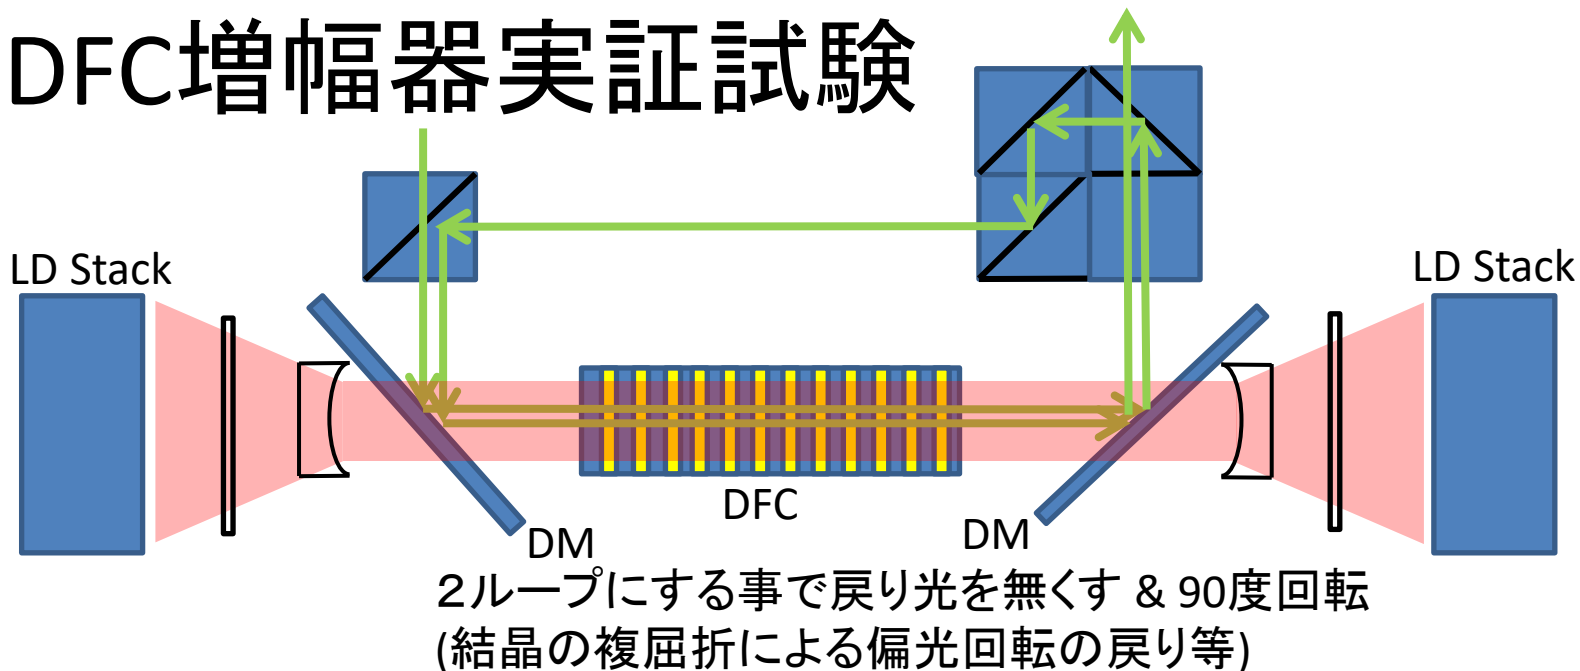 DFC増幅器実証試験
LD Stack
LD Stack
DFC
DM
DM
２ループにする事で戻り光を無くす & 90度回転
(結晶の複屈折による偏光回転の戻り等)